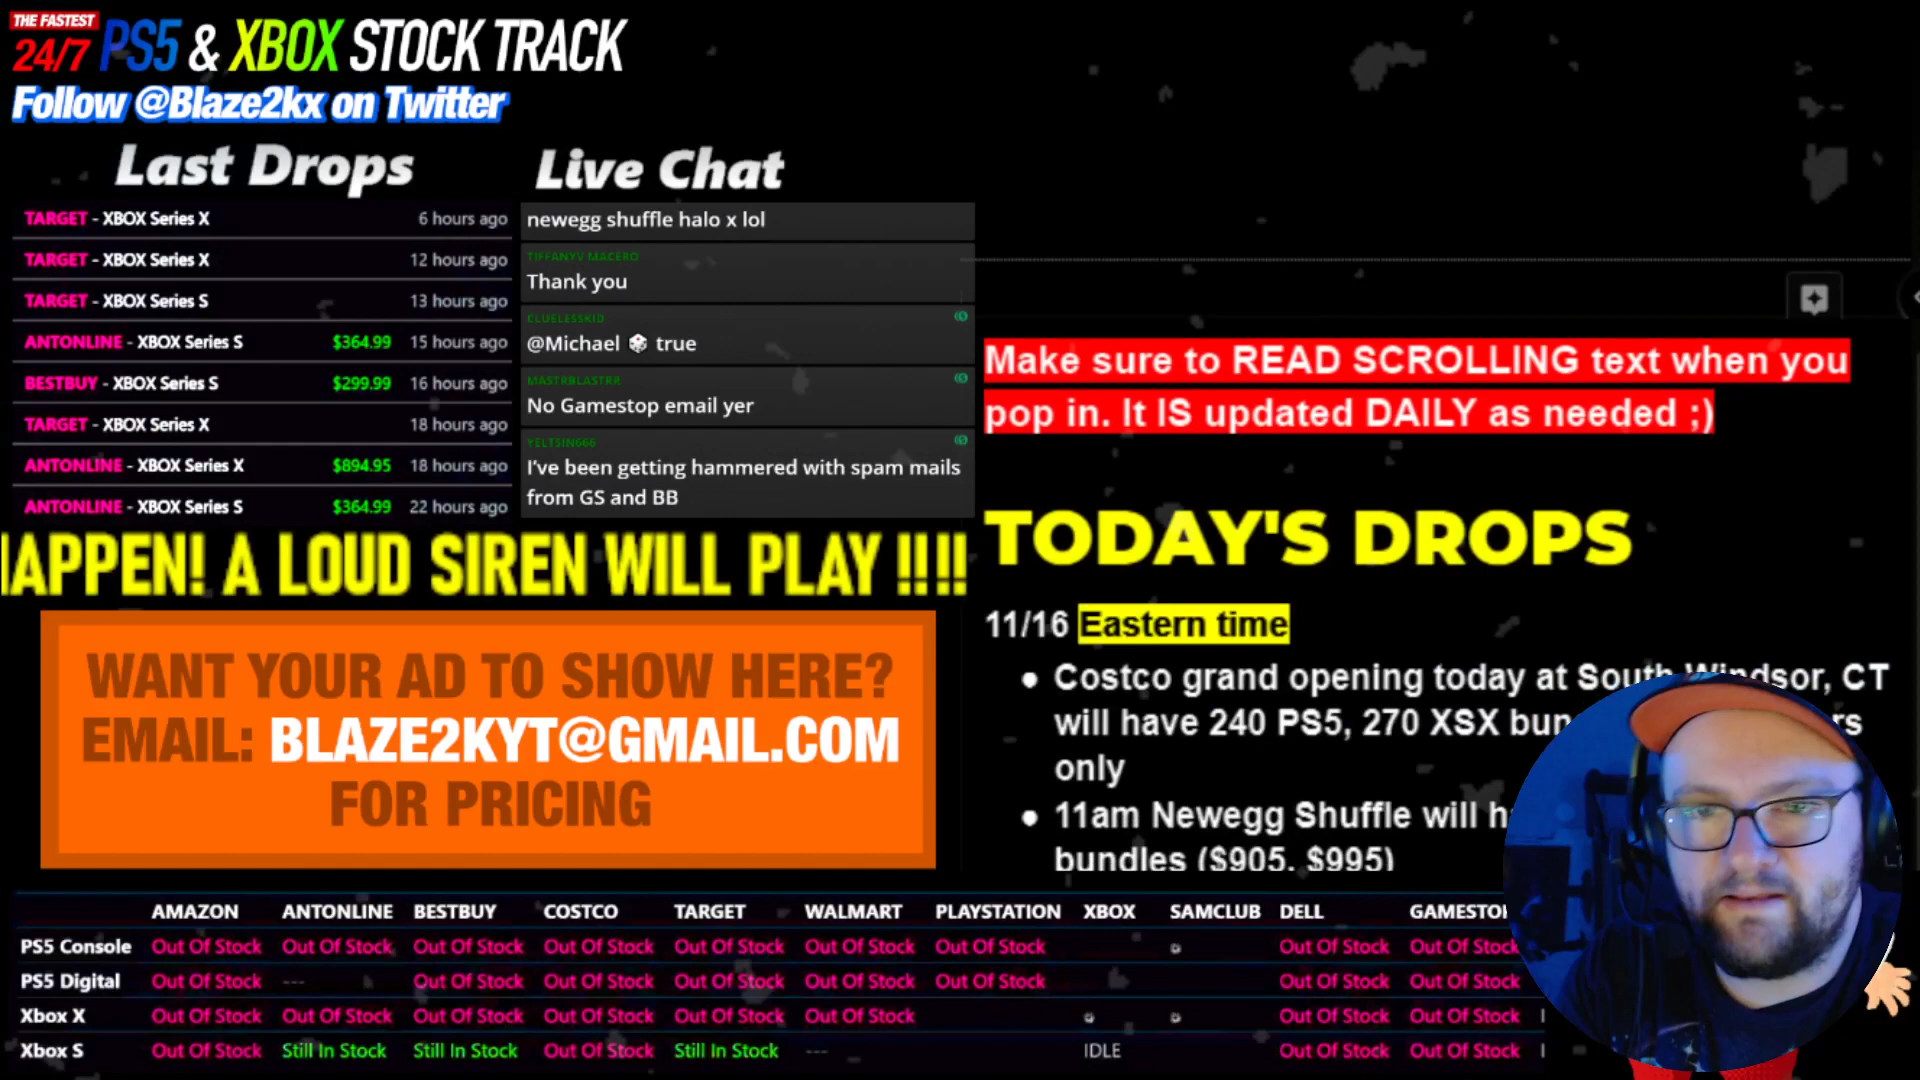 THE FASTEST
24/7 PS5 & XBOX STOCK TRACK
Follow @Blaze2kx on Twitter
Last Drops
TARGET - XBOX Series X 6 hours ago
TARGET - XBOX Series X 12 hours ago
TARGET - XBOX Series S 13 hours ago
ANTONLINE - XBOX Series S $364.99 15 hours ago
BESTBUY - XBOX Series S $299.99 16 hours ago
TARGET - XBOX Series X 18 hours ago
ANTONLINE - XBOX Series X $894.95 18 hours ago
ANTONLINE - XBOX Series S $364.99 22 hours ago
Live Chat
newegg shuffle halo x lol
TIFFANYV MACERO
Thank you
CLUELESSKID
@Michael 🎲 true
MASTRBLASTRR
No Gamestop email yer
YELTSIN666
I've been getting hammered with spam mails
from GS and BB
APPEN! A LOUD SIREN WILL PLAY !!!!
WANT YOUR AD TO SHOW HERE?
EMAIL: BLAZE2KYT@GMAIL.COM
FOR PRICING
Make sure to READ SCROLLING text when you
pop in. It IS updated DAILY as needed ;)
TODAY'S DROPS
11/16 Eastern time
• Costco grand opening today at South Windsor, CT
will have 240 PS5, 270 XSX bun rs
only
• 11am Newegg Shuffle will h
bundles ($905, $995)
AMAZON ANTONLINE BESTBUY COSTCO TARGET WALMART PLAYSTATION XBOX SAMCLUB DELL GAMESTO
PS5 Console Out Of Stock Out Of Stock Out Of Stock Out Of Stock Out Of Stock Out Of Stock Out Of Stock Out Of Stock Out Of Stock
PS5 Digital Out Of Stock --- Out Of Stock Out Of Stock Out Of Stock Out Of Stock Out Of Stock Out Of Stock Out Of Stock
Xbox X Out Of Stock Out Of Stock Out Of Stock Out Of Stock Out Of Stock Out Of Stock Out Of Stock Out Of Stock
Xbox S Out Of Stock Still In Stock Still In Stock Out Of Stock Still In Stock --- IDLE Out Of Stock Out Of Stock